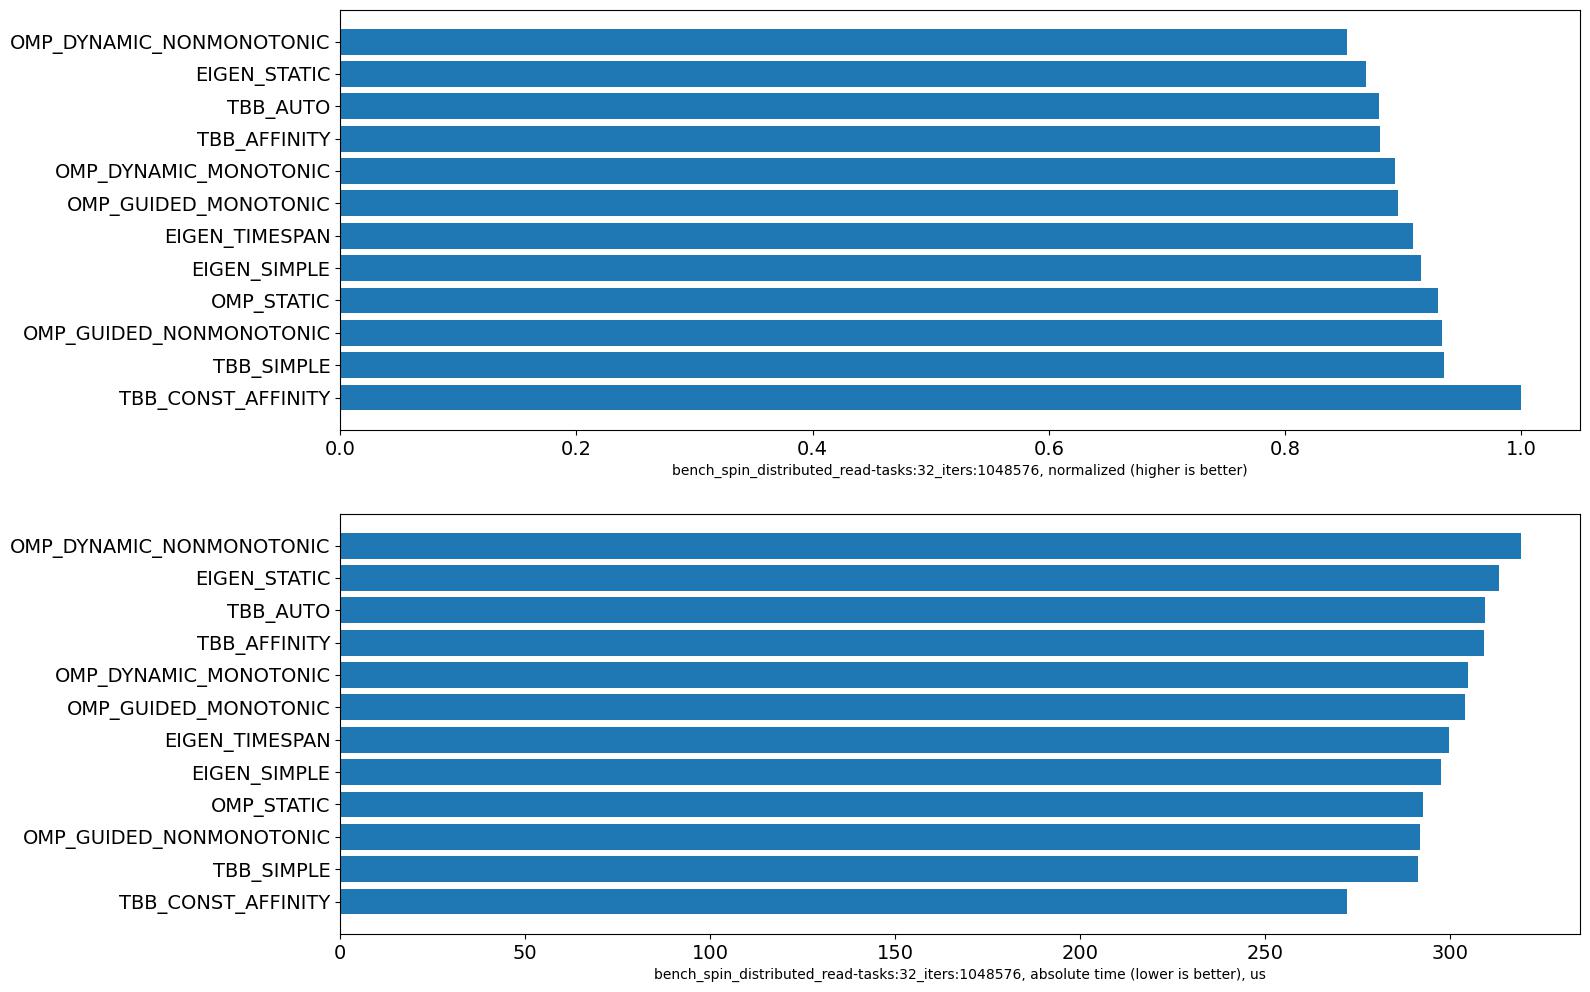 OMP_DYNAMIC_NONMONOTONIC
EIGEN_STATIC
TBB_AUTO
TBB_AFFINITY
OMP_DYNAMIC_MONOTONIC
OMP_GUIDED_MONOTONIC
EIGEN_TIMESPAN
EIGEN_SIMPLE
OMP_STATIC
OMP_GUIDED_NONMONOTONIC
TBB_SIMPLE
TBB_CONST_AFFINITY
0.0 0.2 0.4 0.6 0.8 1.0
bench_spin_distributed_read-tasks:32_iters:1048576, normalized (higher is better)
OMP_DYNAMIC_NONMONOTONIC
EIGEN_STATIC
TBB_AUTO
TBB_AFFINITY
OMP_DYNAMIC_MONOTONIC
OMP_GUIDED_MONOTONIC
EIGEN_TIMESPAN
EIGEN_SIMPLE
OMP_STATIC
OMP_GUIDED_NONMONOTONIC
TBB_SIMPLE
TBB_CONST_AFFINITY
0 50 100 150 200 250 300
bench_spin_distributed_read-tasks:32_iters:1048576, absolute time (lower is better), us